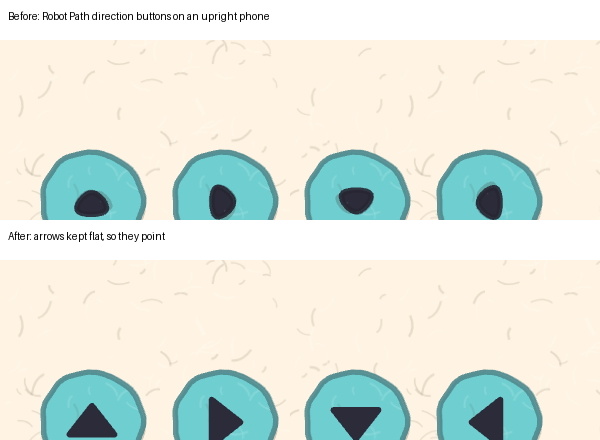 Before: Robot Path direction buttons on an upright phone
After: arrows kept flat, so they point